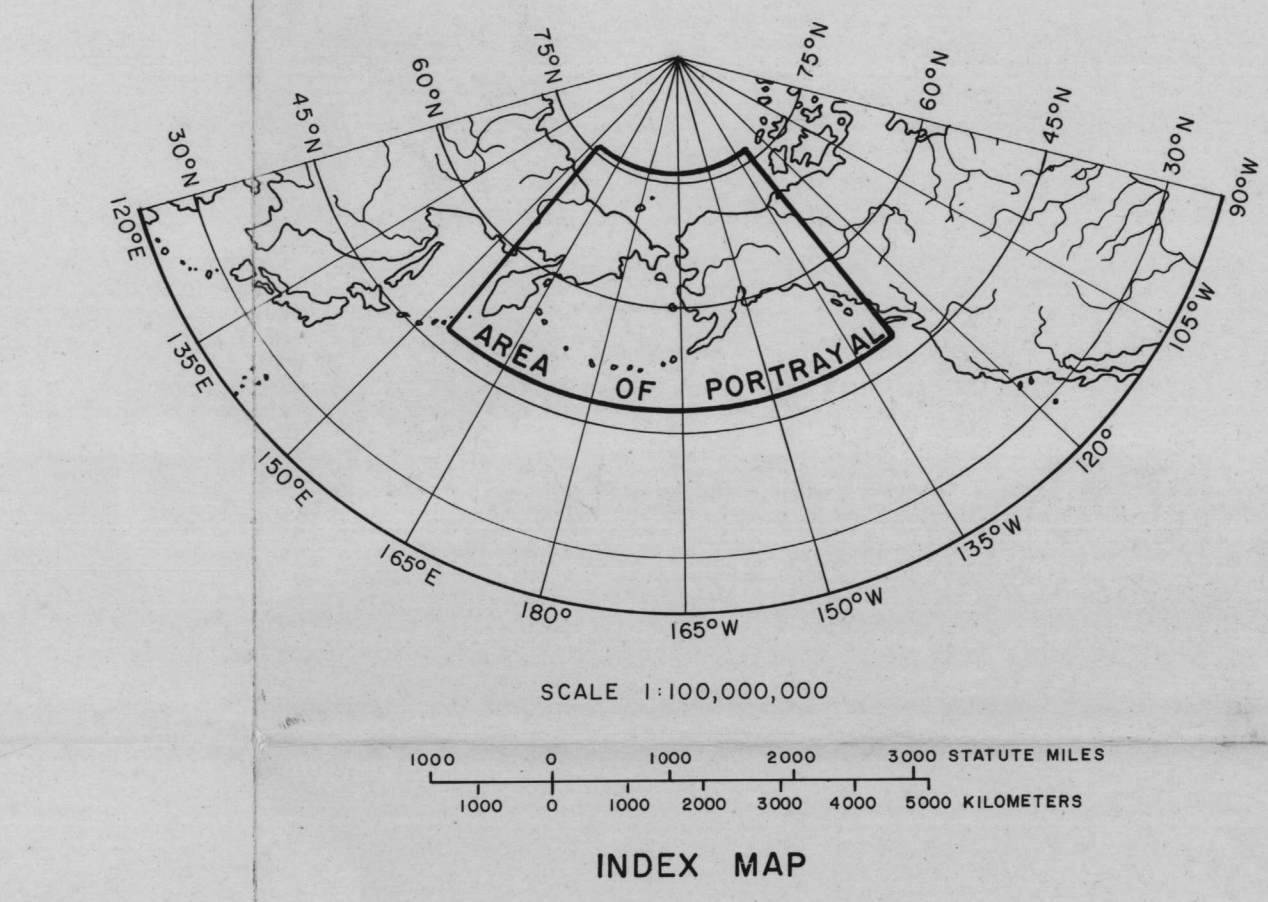 75°N
60°N
45°N
30°N
120°E
75°N
60°N
45°N
30°N
90°W
135°E
150°E
165°E
180°
165°W
150°W
135°W
120°
105°W
AREA OF PORTRAYAL
SCALE 1:100,000,000
1000 0 1000 2000 3000 STATUTE MILES
1000 0 1000 2000 3000 4000 5000 KILOMETERS
INDEX MAP